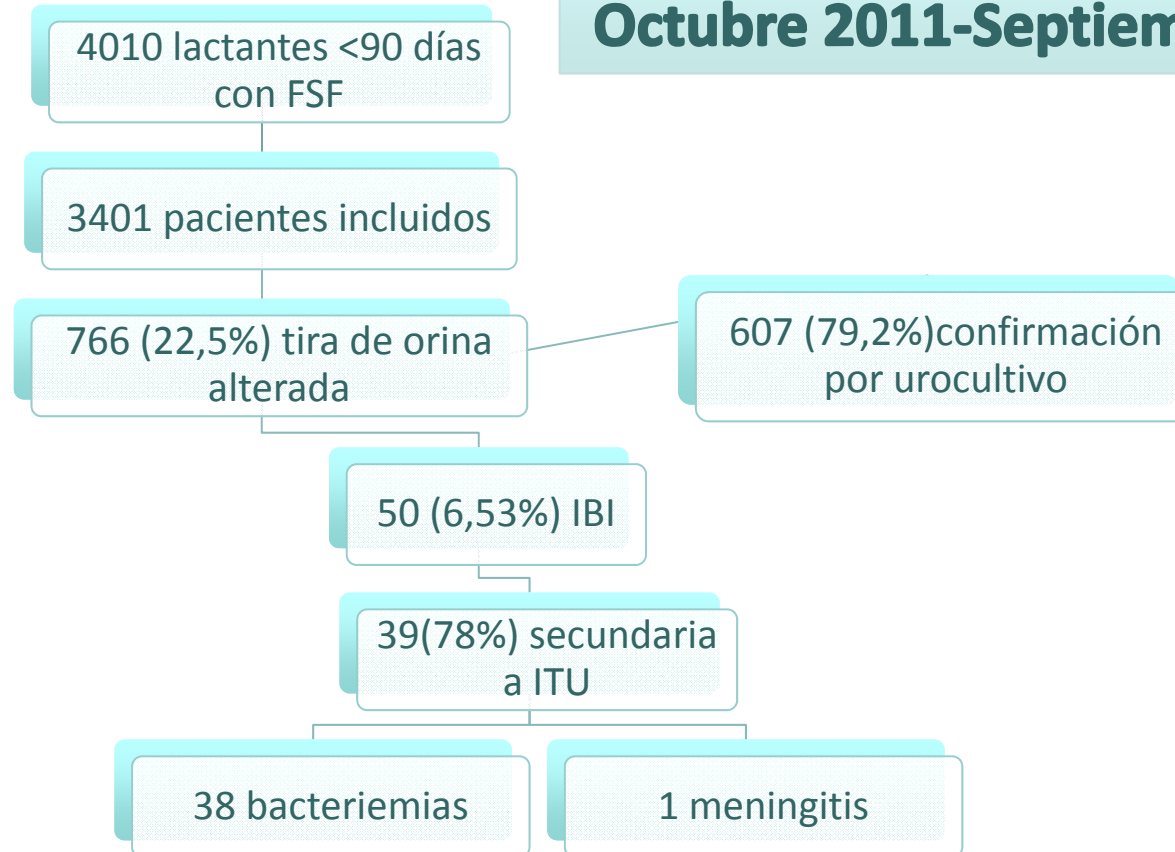 Octubre 2011-Septiem
4010 lactantes <90 días
con FSF
3401 pacientes incluidos
766 (22,5%) tira de orina
alterada
607 (79,2%)confirmación
por urocultivo
50 (6,53%) IBI
39(78%) secundaria
a ITU
38 bacteriemias
1 meningitis